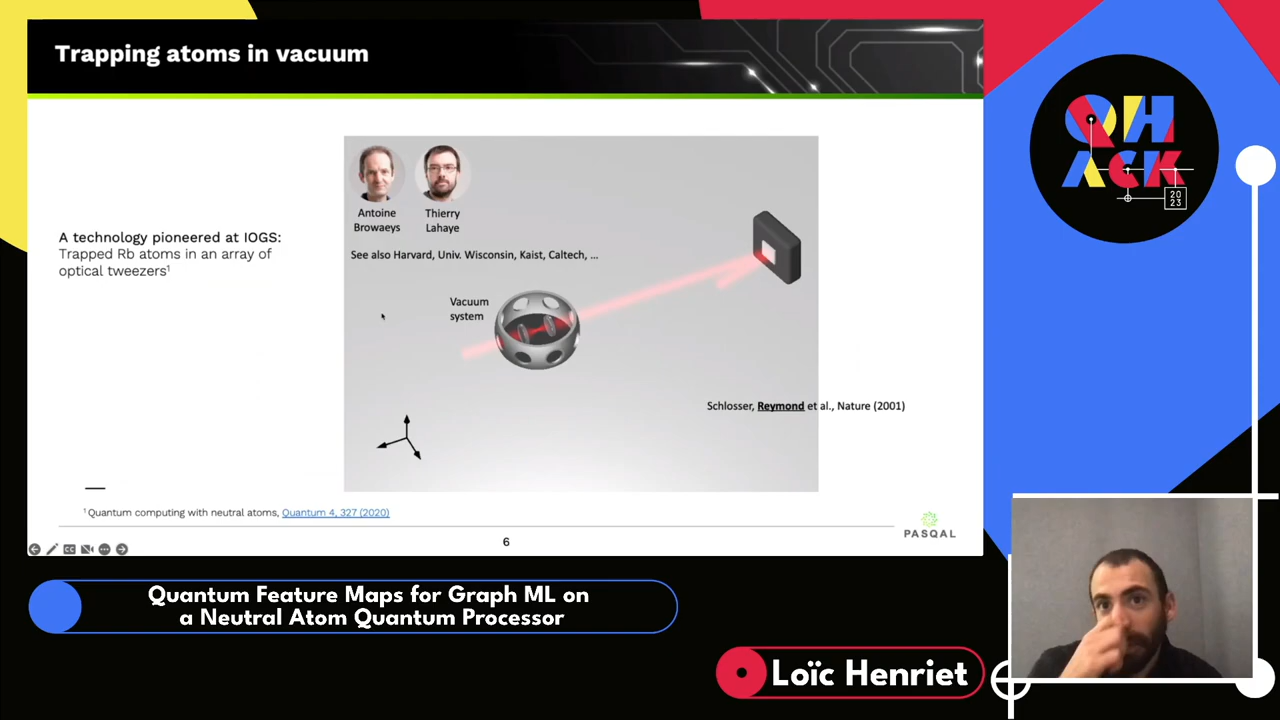 Trapping atoms in vacuum
A technology pioneered at IOGS:
Trapped Rb atoms in an array of
optical tweezers¹
Antoine
Browaeys
Thierry
Lahaye
See also Harvard, Univ. Wisconsin, Kaist, Caltech, ...
Vacuum
system
Schlosser, Reymond et al., Nature (2001)
¹ Quantum computing with neutral atoms, Quantum 4, 327 (2020)
6
PASQAL
CC
QH
ACK
20
23
Quantum Feature Maps for Graph ML on
a Neutral Atom Quantum Processor
Loïc Henriet